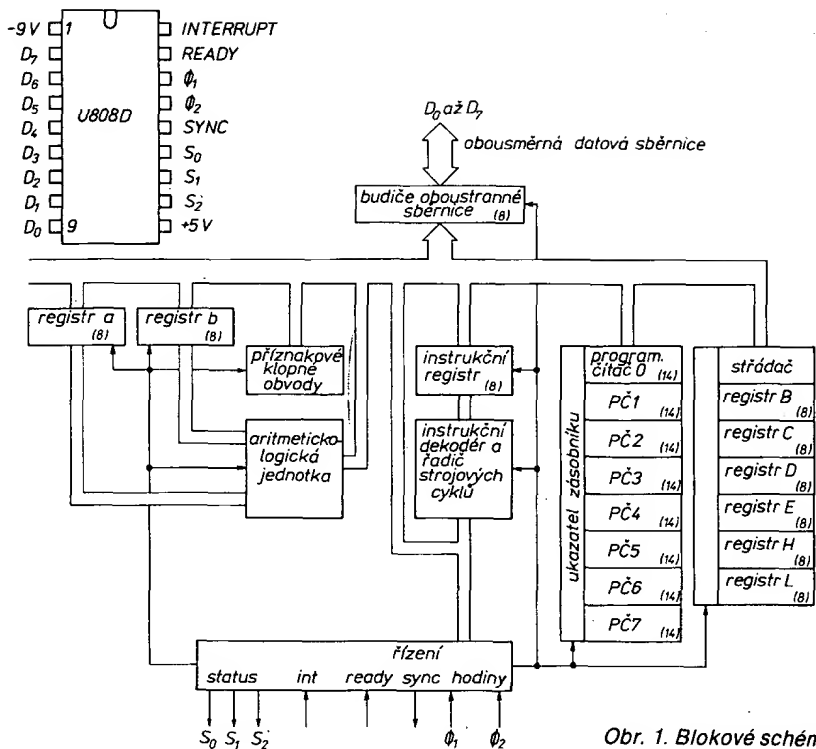 -9V 1 INTERRUPT
D7 READY
D6 ϕ1
D5 ϕ2
U808D
D4 SYNC
D3 S0
D2 S1
D1 S2
D0 9 +5V
D0 až D7
obousměrná datová sběrnice
budiče oboustranné
sběrnice (8)
registr a
(8)
registr b
(8)
příznakové
klopné
obvody
aritmeticko-
logická
jednotka
instrukční
registr
(8)
instrukční
dekodér a
řadič
strojových
cyklů
ukazatel zásobníku
program.
čítač 0 (14)
PČ1 (14)
PČ2 (14)
PČ3 (14)
PČ4 (14)
PČ5 (14)
PČ6 (14)
PČ7 (14)
střádač
registr B (8)
registr C (8)
registr D (8)
registr E (8)
registr H (8)
registr L (8)
řízení
status int ready sync hodiny
S0 S1 S2 ϕ1 ϕ2
Obr. 1. Blokové schém